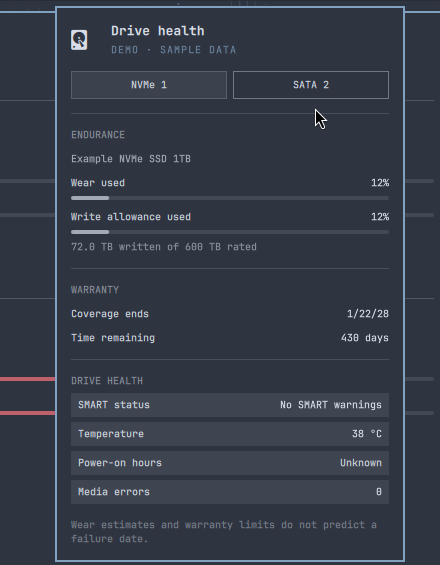 Drive health
DEMO · SAMPLE DATA
NVMe 1
SATA 2
ENDURANCE
Example NVMe SSD 1TB
Wear used 12%
Write allowance used 12%
72.0 TB written of 600 TB rated
WARRANTY
Coverage ends 1/22/28
Time remaining 430 days
DRIVE HEALTH
SMART status No SMART warnings
Temperature 38 °C
Power-on hours Unknown
Media errors 0
Wear estimates and warranty limits do not predict a
failure date.